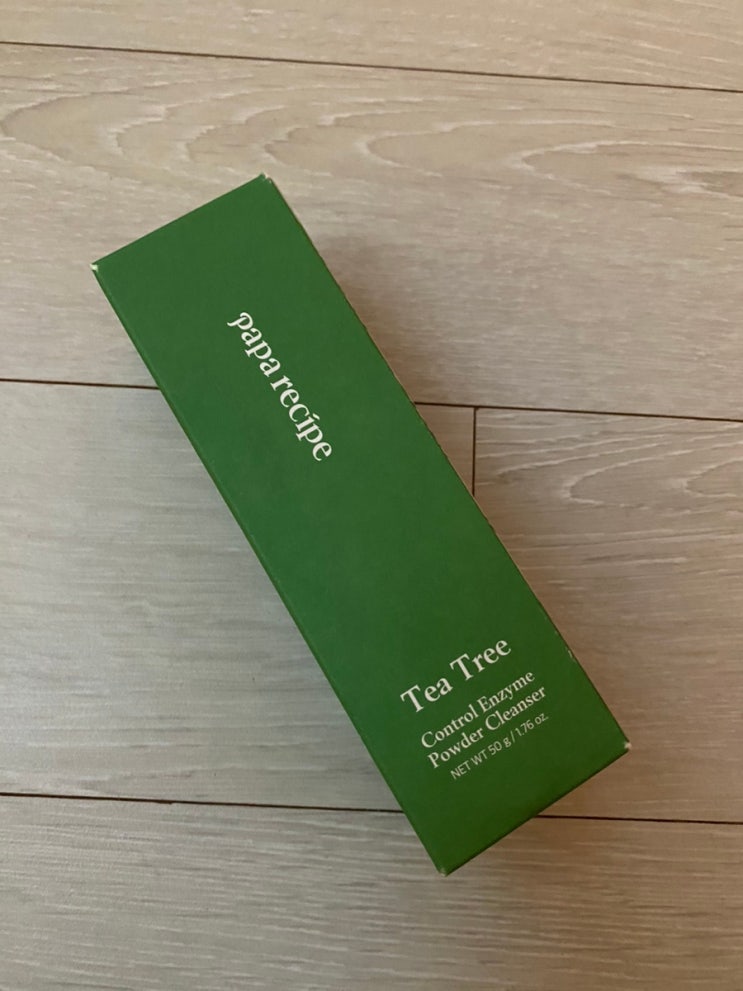 papa recipe
Tea Tree
Control Enzyme
Powder Cleanser
NET WT 50 g / 1.76 oz.